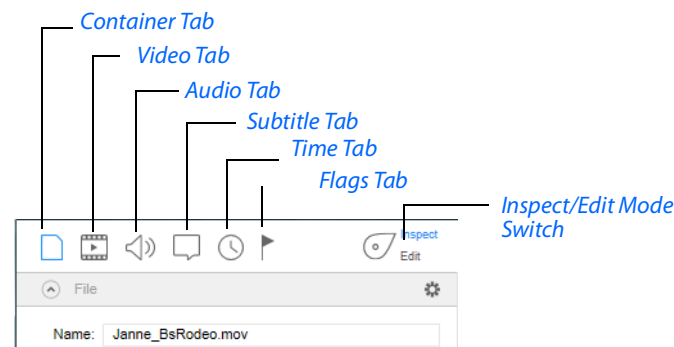 Container Tab
Video Tab
Audio Tab
Subtitle Tab
Time Tab
Flags Tab
Inspect/Edit Mode
Switch
Inspect
Edit
File
Name: Janne_BsRodeo.mov